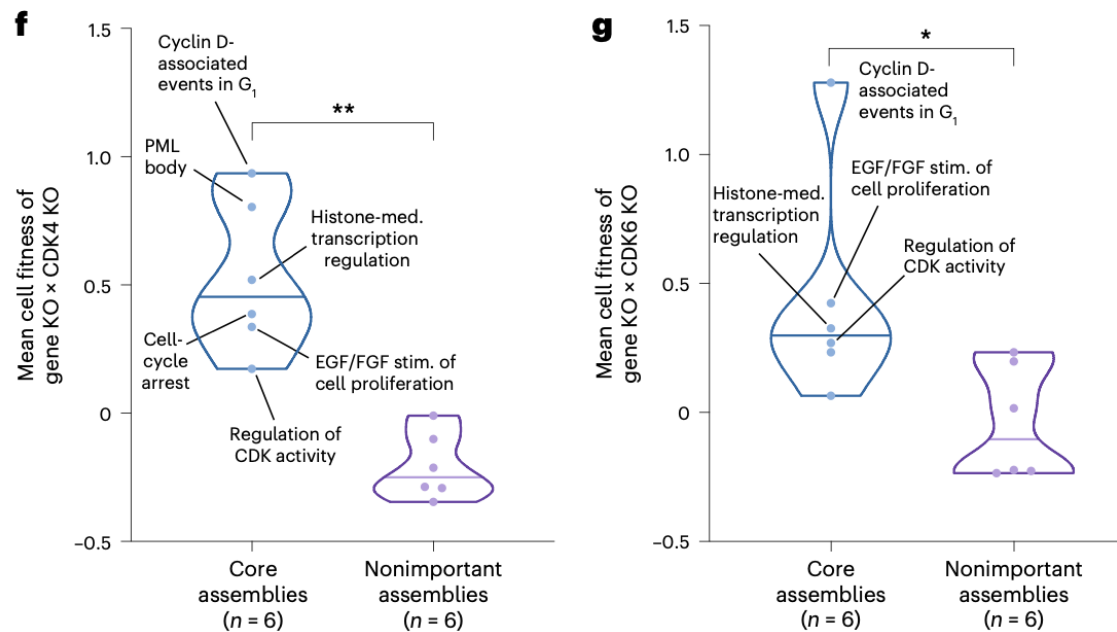 f
Mean cell fitness of
gene KO × CDK4 KO
1.5
1.0
0.5
0
–0.5
Cyclin D-
associated
events in G1
**
PML
body
Histone-med.
transcription
regulation
Cell-
cycle
arrest
EGF/FGF stim. of
cell proliferation
Regulation of
CDK activity
Core
assemblies
(n = 6)
Nonimportant
assemblies
(n = 6)
g
Mean cell fitness of
gene KO × CDK6 KO
1.5
1.0
0.5
0
–0.5
*
Cyclin D-
associated
events in G1
EGF/FGF stim. of
cell proliferation
Histone-med.
transcription
regulation
Regulation of
CDK activity
Core
assemblies
(n = 6)
Nonimportant
assemblies
(n = 6)